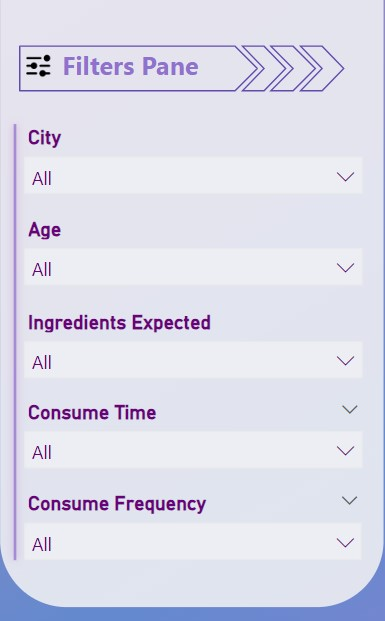 Filters Pane
City
All
Age
All
Ingredients Expected
All
Consume Time
All
Consume Frequency
All